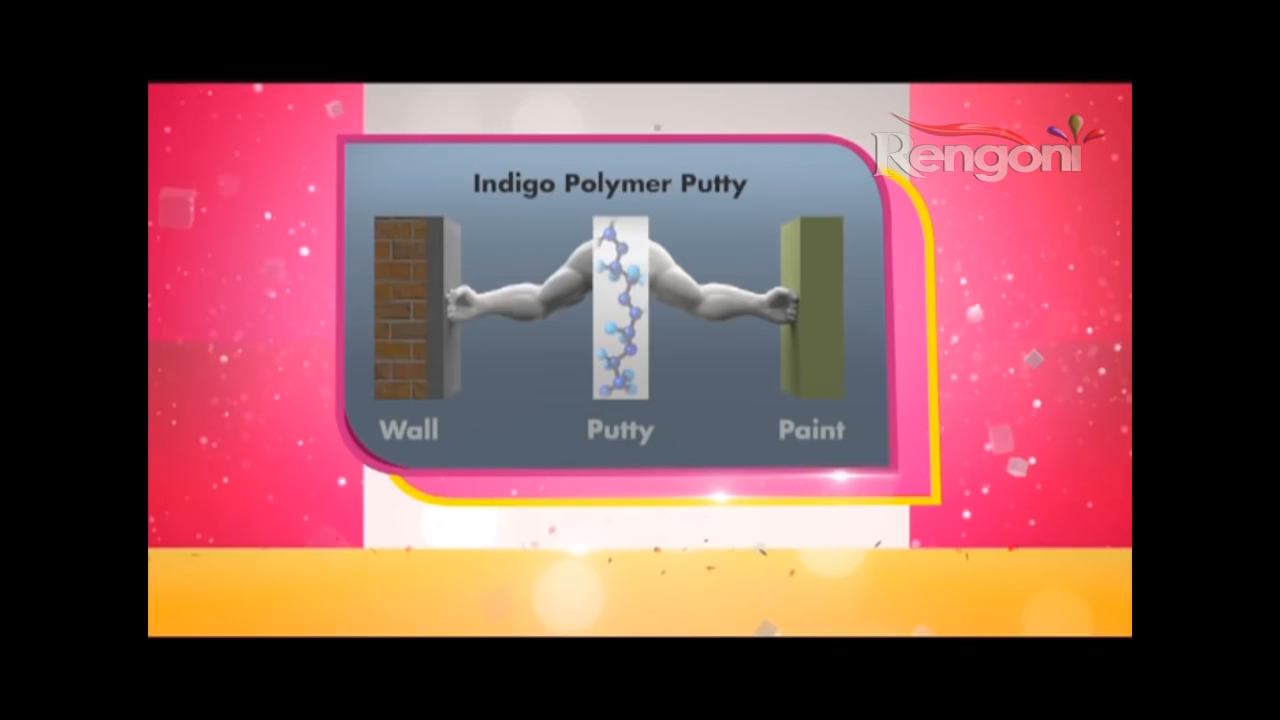 Rengoni
Indigo Polymer Putty
Wall
Putty
Paint